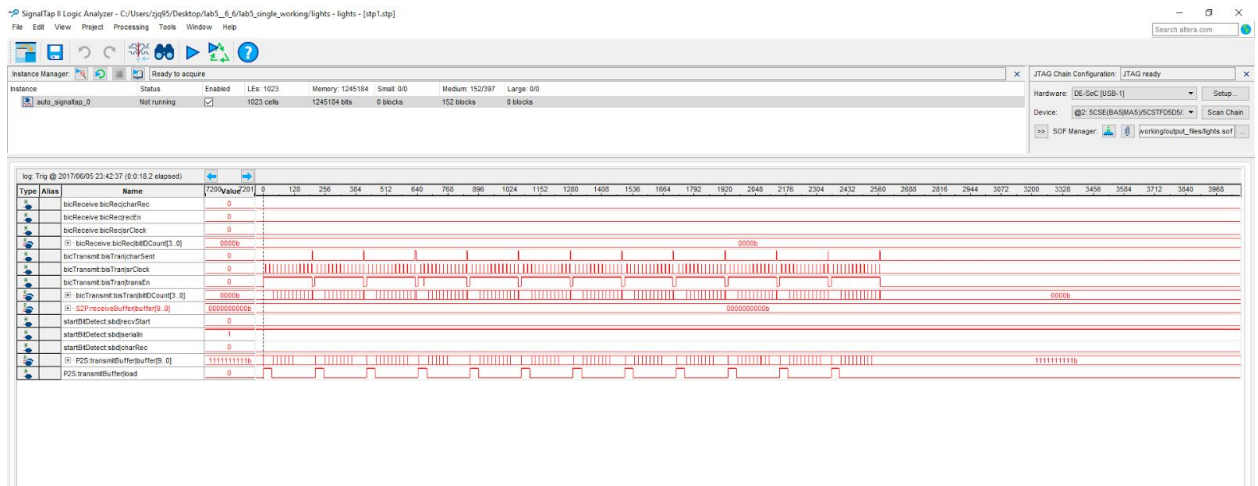 SignalTap II Logic Analyzer - C:/Users/zjq95/Desktop/lab5__6_6/lab5_single_working/lights - lights - [stp1.stp]
File Edit View Project Processing Tools Window Help
Search altera.com
Instance Manager: Ready to acquire
JTAG Chain Configuration: JTAG ready
Instance Status Enabled LEs: 1023 Memory: 1245184 Small: 0/0 Medium: 152/397 Large: 0/0
auto_signaltap_0 Not running 1023 cells 1245184 bits 0 blocks 152 blocks 0 blocks
Hardware: DE-SoC [USB-1] Setup...
Device: @2: 5CSE(BA5|MA5)/5CSTFD5D5/. Scan Chain
>> SOF Manager: working/output_files/lights.sof ...
log: Trig @ 2017/06/05 23:42:37 (0:0:18.2 elapsed)
Type Alias Name 7200 Value 7201 0 128 256 384 512 640 768 896 1024 1152 1280 1408 1536 1664 1792 1920 2048 2176 2304 2432 2560 2688 2816 2944 3072 3200 3328 3456 3584 3712 3840 3968
bicReceive:bicRec|charRec 0
bicReceive:bicRec|recEn 0
bicReceive:bicRec|srClock 0
bicReceive:bicRec|bitIDCount[3..0] 0000b 0000b
bicTransmit:bisTran|charSent 0
bicTransmit:bisTran|srClock 0
bicTransmit:bisTran|transEn 0
bicTransmit:bisTran|bitIDCount[3..0] 0000b 0000b
S2P:receiveBuffer|buffer[9..0] 0000000000b 0000000000b
startBitDetect:sbd|recvStart 0
startBitDetect:sbd|serialIn 1
startBitDetect:sbd|charRec 0
P2S:transmitBuffer|buffer[9..0] 1111111111b 1111111111b
P2S:transmitBuffer|load 0